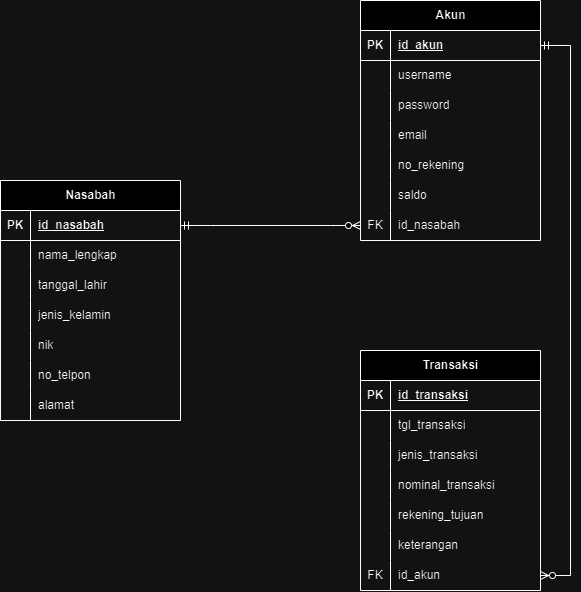 Akun
PK id_akun
username
password
email
no_rekening
saldo
FK id_nasabah
Nasabah
PK id_nasabah
nama_lengkap
tanggal_lahir
jenis_kelamin
nik
no_telpon
alamat
Transaksi
PK id_transaksi
tgl_transaksi
jenis_transaksi
nominal_transaksi
rekening_tujuan
keterangan
FK id_akun